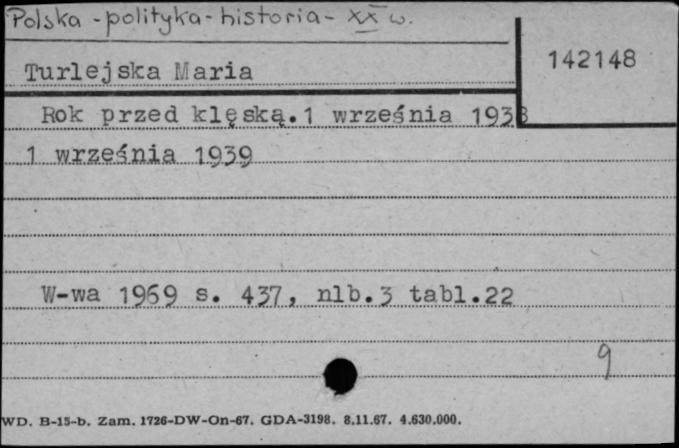 Polska - polityka - historia - XX w.
142148
Turlejska Maria
Rok przed klęską.1 września 1938
1 września 1939
W-wa 1969 s. 437, nlb.3 tabl.22
9
WD. B-15-b. Zam. 1726-DW-On-67. GDA-3198. 8.11.67. 4.630.000.